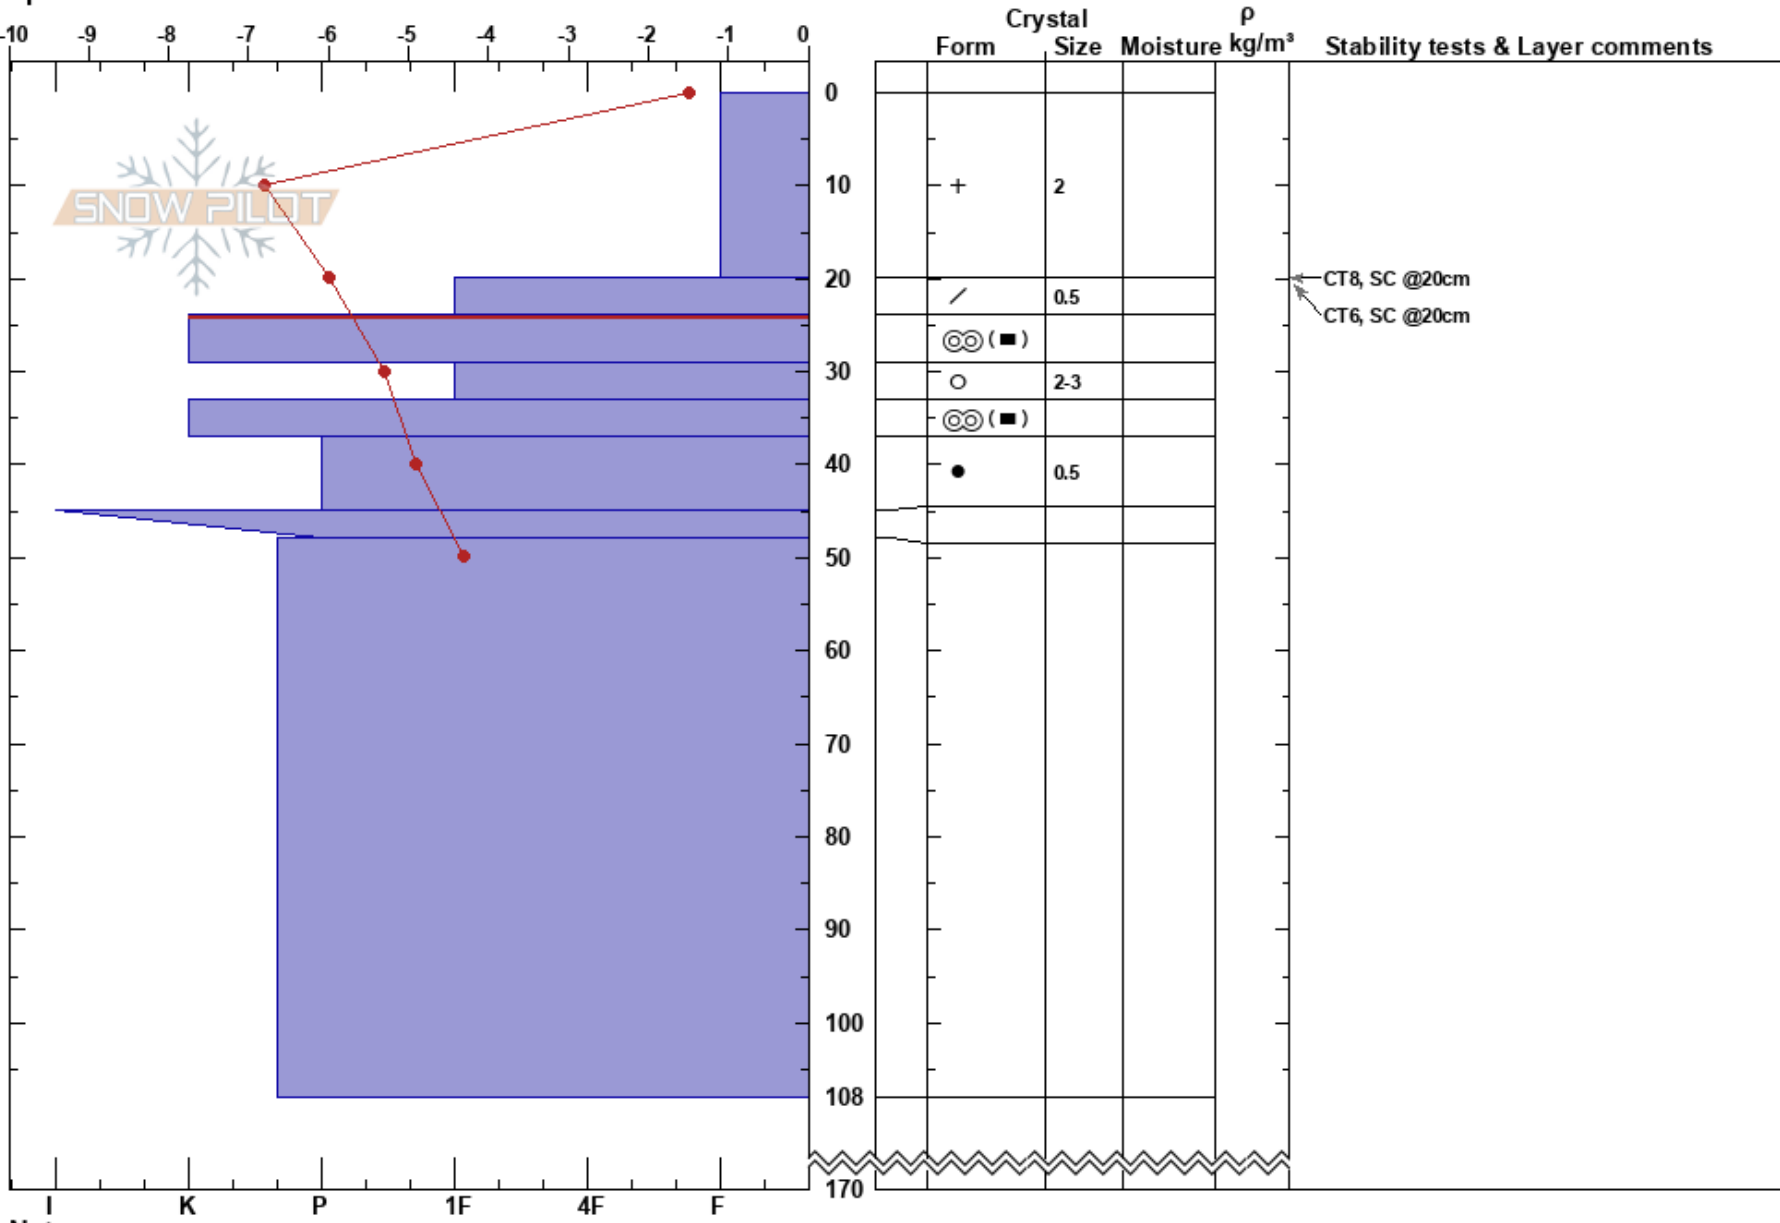 -10 -9 -8 -7 -6 -5 -4 -3 -2 -1 0
Crystal ρ
Form Size Moisture kg/m³ Stability tests & Layer comments
0
SNOW PILOT
10 + 2
20 CT8, SC @20cm
0.5
CT6, SC @20cm
( )
30 2-3
( )
40 0.5
50
60
70
80
90
100
108
170
I K P 1F 4F F